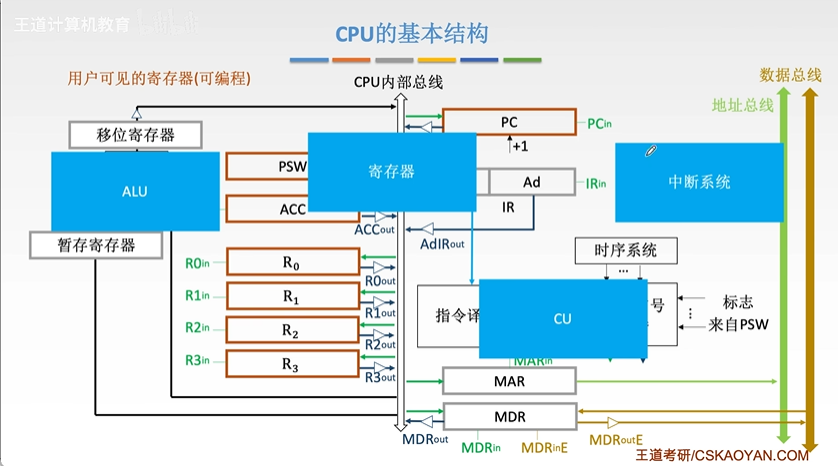 王道计算机教育
CPU的基本结构
用户可见的寄存器(可编程)
CPU内部总线
数据总线
地址总线
移位寄存器
PC
PCin
+1
ALU
PSW
寄存器
Ad
IRin
中断系统
ACC
IR
ACCout
AdIRout
暂存寄存器
时序系统
...
R0in
R0
R0out
R1in
R1
R1out
指令译
CU
号
标志
来自PSW
...
R2in
R2
R2out
R3in
R3
R3out
MARin
MAR
MDR
MDRout
MDRin
MDRinE
MDRoutE
王道考研/CSKAOYAN.COM